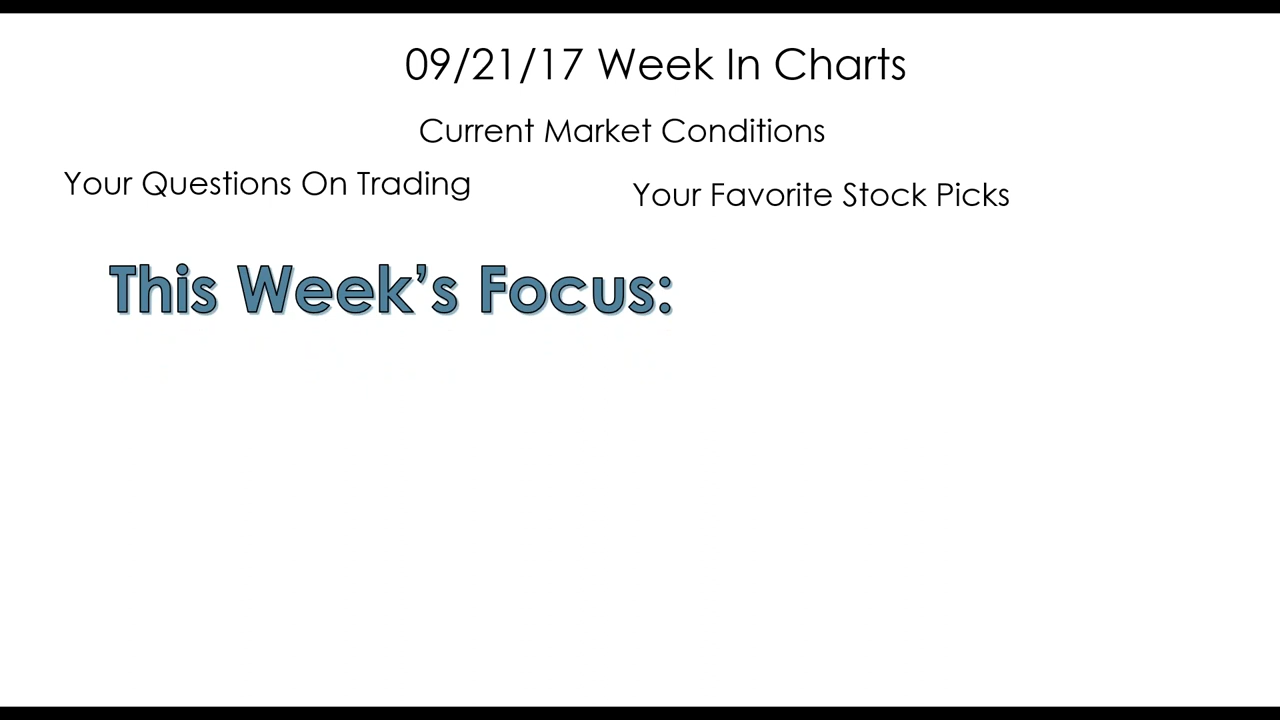 09/21/17 Week In Charts
Current Market Conditions
Your Questions On Trading
Your Favorite Stock Picks
This Week's Focus: